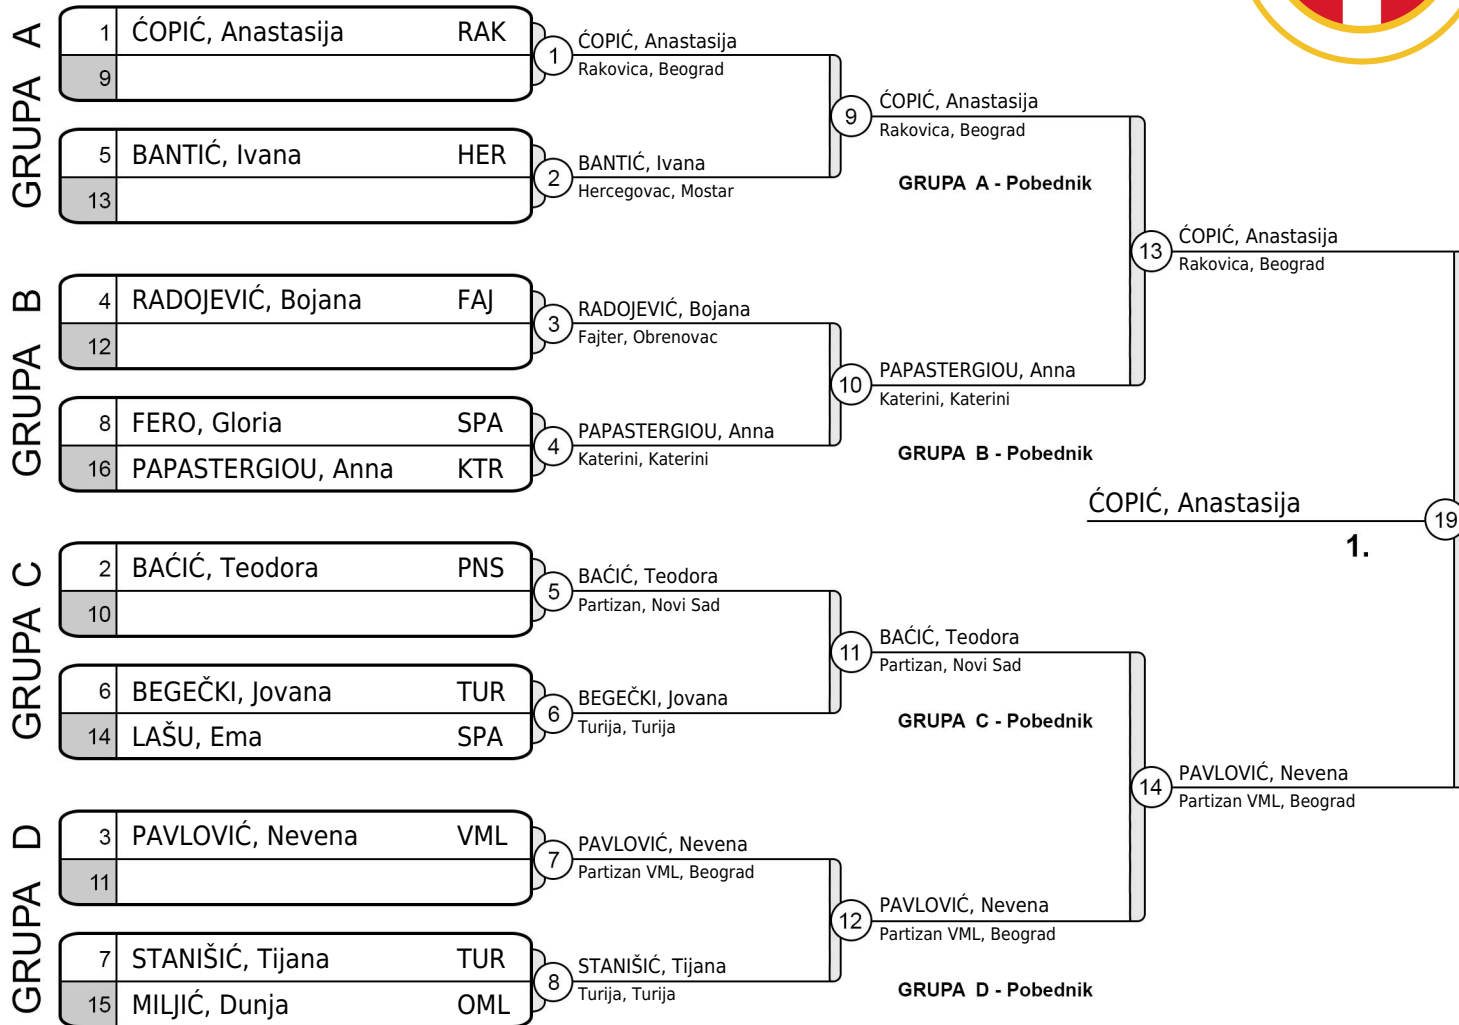 GRUPA A
1 ĆOPIĆ, Anastasija RAK
9
1
ĆOPIĆ, Anastasija
Rakovica, Beograd
5 BANTIĆ, Ivana HER
13
2
BANTIĆ, Ivana
Hercegovac, Mostar
9
ĆOPIĆ, Anastasija
Rakovica, Beograd
GRUPA A - Pobednik
GRUPA B
4 RADOJEVIĆ, Bojana FAJ
12
3
RADOJEVIĆ, Bojana
Fajter, Obrenovac
8 FERO, Gloria SPA
16 PAPASTERGIOU, Anna KTR
4
PAPASTERGIOU, Anna
Katerini, Katerini
10
PAPASTERGIOU, Anna
Katerini, Katerini
GRUPA B - Pobednik
13
ĆOPIĆ, Anastasija
Rakovica, Beograd
ĆOPIĆ, Anastasija
19
1.
GRUPA C
2 BAĆIĆ, Teodora PNS
10
5
BAĆIĆ, Teodora
Partizan, Novi Sad
6 BEGEČKI, Jovana TUR
14 LAŠU, Ema SPA
6
BEGEČKI, Jovana
Turija, Turija
11
BAĆIĆ, Teodora
Partizan, Novi Sad
GRUPA C - Pobednik
14
PAVLOVIĆ, Nevena
Partizan VML, Beograd
GRUPA D
3 PAVLOVIĆ, Nevena VML
11
7
PAVLOVIĆ, Nevena
Partizan VML, Beograd
7 STANIŠIĆ, Tijana TUR
15 MILJIĆ, Dunja OML
8
STANIŠIĆ, Tijana
Turija, Turija
12
PAVLOVIĆ, Nevena
Partizan VML, Beograd
GRUPA D - Pobednik